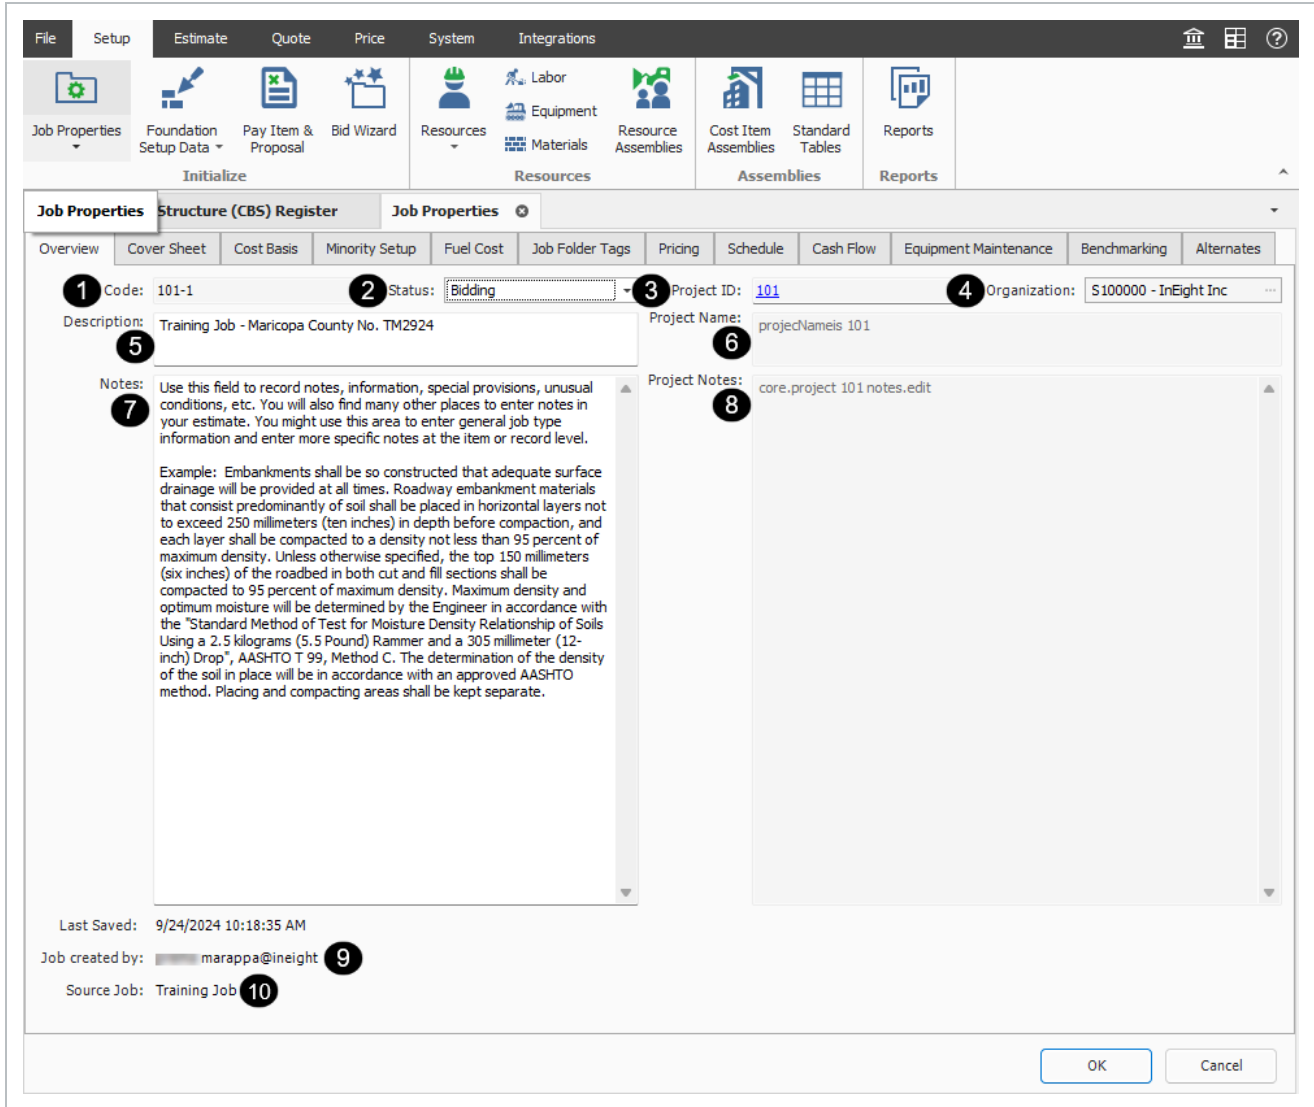 File Setup Estimate Quote Price System Integrations
Job Properties
Foundation
Setup Data
Pay Item &
Proposal
Bid Wizard
Initialize
Resources
Labor
Equipment
Materials
Resource
Assemblies
Resources
Cost Item
Assemblies
Standard
Tables
Assemblies
Reports
Reports
Job Properties Structure (CBS) Register Job Properties
Overview Cover Sheet Cost Basis Minority Setup Fuel Cost Job Folder Tags Pricing Schedule Cash Flow Equipment Maintenance Benchmarking Alternates
1 Code: 101-1 2 Status: Bidding 3 Project ID: 101 4 Organization: S100000 - InEight Inc ...
Description: Training Job - Maricopa County No. TM2924
5
Project Name: projecNameis 101
6
Notes:
7
Use this field to record notes, information, special provisions, unusual
conditions, etc. You will also find many other places to enter notes in
your estimate. You might use this area to enter general job type
information and enter more specific notes at the item or record level.
Example: Embankments shall be so constructed that adequate surface
drainage will be provided at all times. Roadway embankment materials
that consist predominantly of soil shall be placed in horizontal layers not
to exceed 250 millimeters (ten inches) in depth before compaction, and
each layer shall be compacted to a density not less than 95 percent of
maximum density. Unless otherwise specified, the top 150 millimeters
(six inches) of the roadbed in both cut and fill sections shall be
compacted to 95 percent of maximum density. Maximum density and
optimum moisture will be determined by the Engineer in accordance with
the "Standard Method of Test for Moisture Density Relationship of Soils
Using a 2.5 kilograms (5.5 Pound) Rammer and a 305 millimeter (12-
inch) Drop", AASHTO T 99, Method C. The determination of the density
of the soil in place will be in accordance with an approved AASHTO
method. Placing and compacting areas shall be kept separate.
Project Notes: core.project 101 notes.edit
8
Last Saved: 9/24/2024 10:18:35 AM
Job created by: marappa@ineight 9
Source Job: Training Job 10
OK Cancel